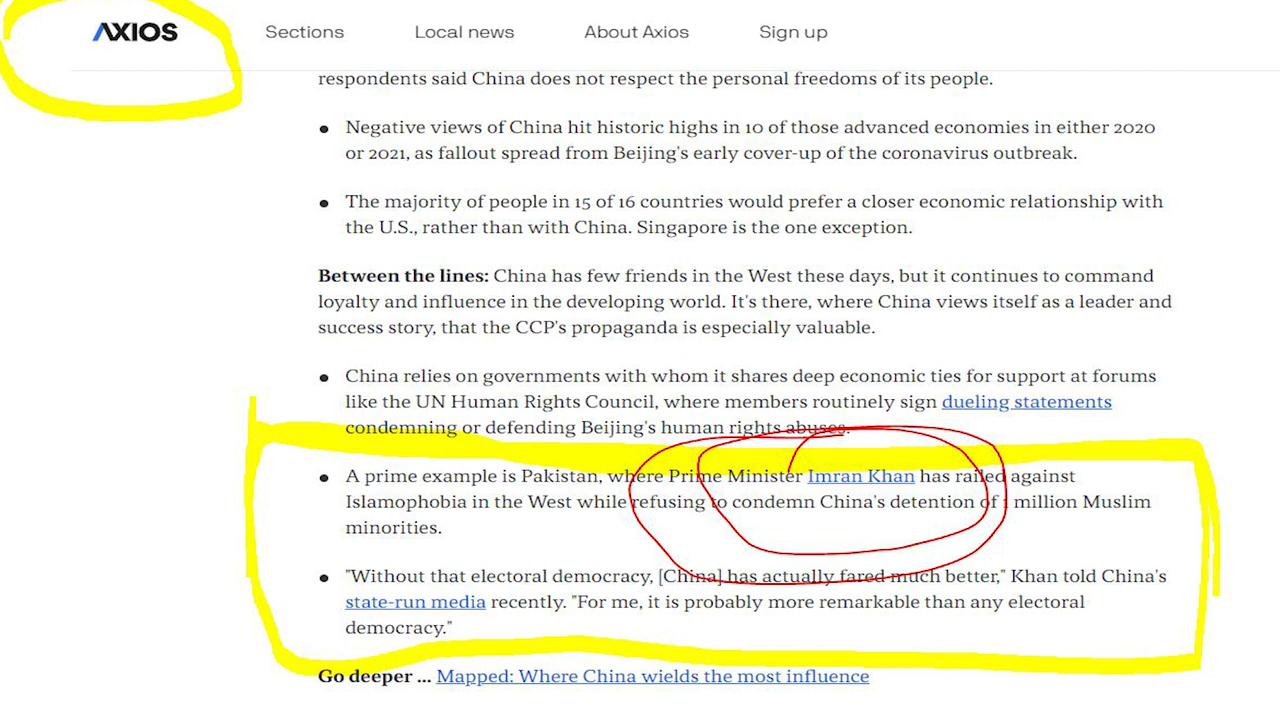 AXIOS Sections Local news About Axios Sign up
respondents said China does not respect the personal freedoms of its people.
• Negative views of China hit historic highs in 10 of those advanced economies in either 2020
or 2021, as fallout spread from Beijing's early cover-up of the coronavirus outbreak.
• The majority of people in 15 of 16 countries would prefer a closer economic relationship with
the U.S., rather than with China. Singapore is the one exception.
Between the lines: China has few friends in the West these days, but it continues to command
loyalty and influence in the developing world. It's there, where China views itself as a leader and
success story, that the CCP's propaganda is especially valuable.
• China relies on governments with whom it shares deep economic ties for support at forums
like the UN Human Rights Council, where members routinely sign dueling statements
condemning or defending Beijing's human rights abuses.
• A prime example is Pakistan, where Prime Minister Imran Khan has railed against
Islamophobia in the West while refusing to condemn China's detention of 1 million Muslim
minorities.
• "Without that electoral democracy, [China] has actually fared much better," Khan told China's
state-run media recently. "For me, it is probably more remarkable than any electoral
democracy."
Go deeper ... Mapped: Where China wields the most influence